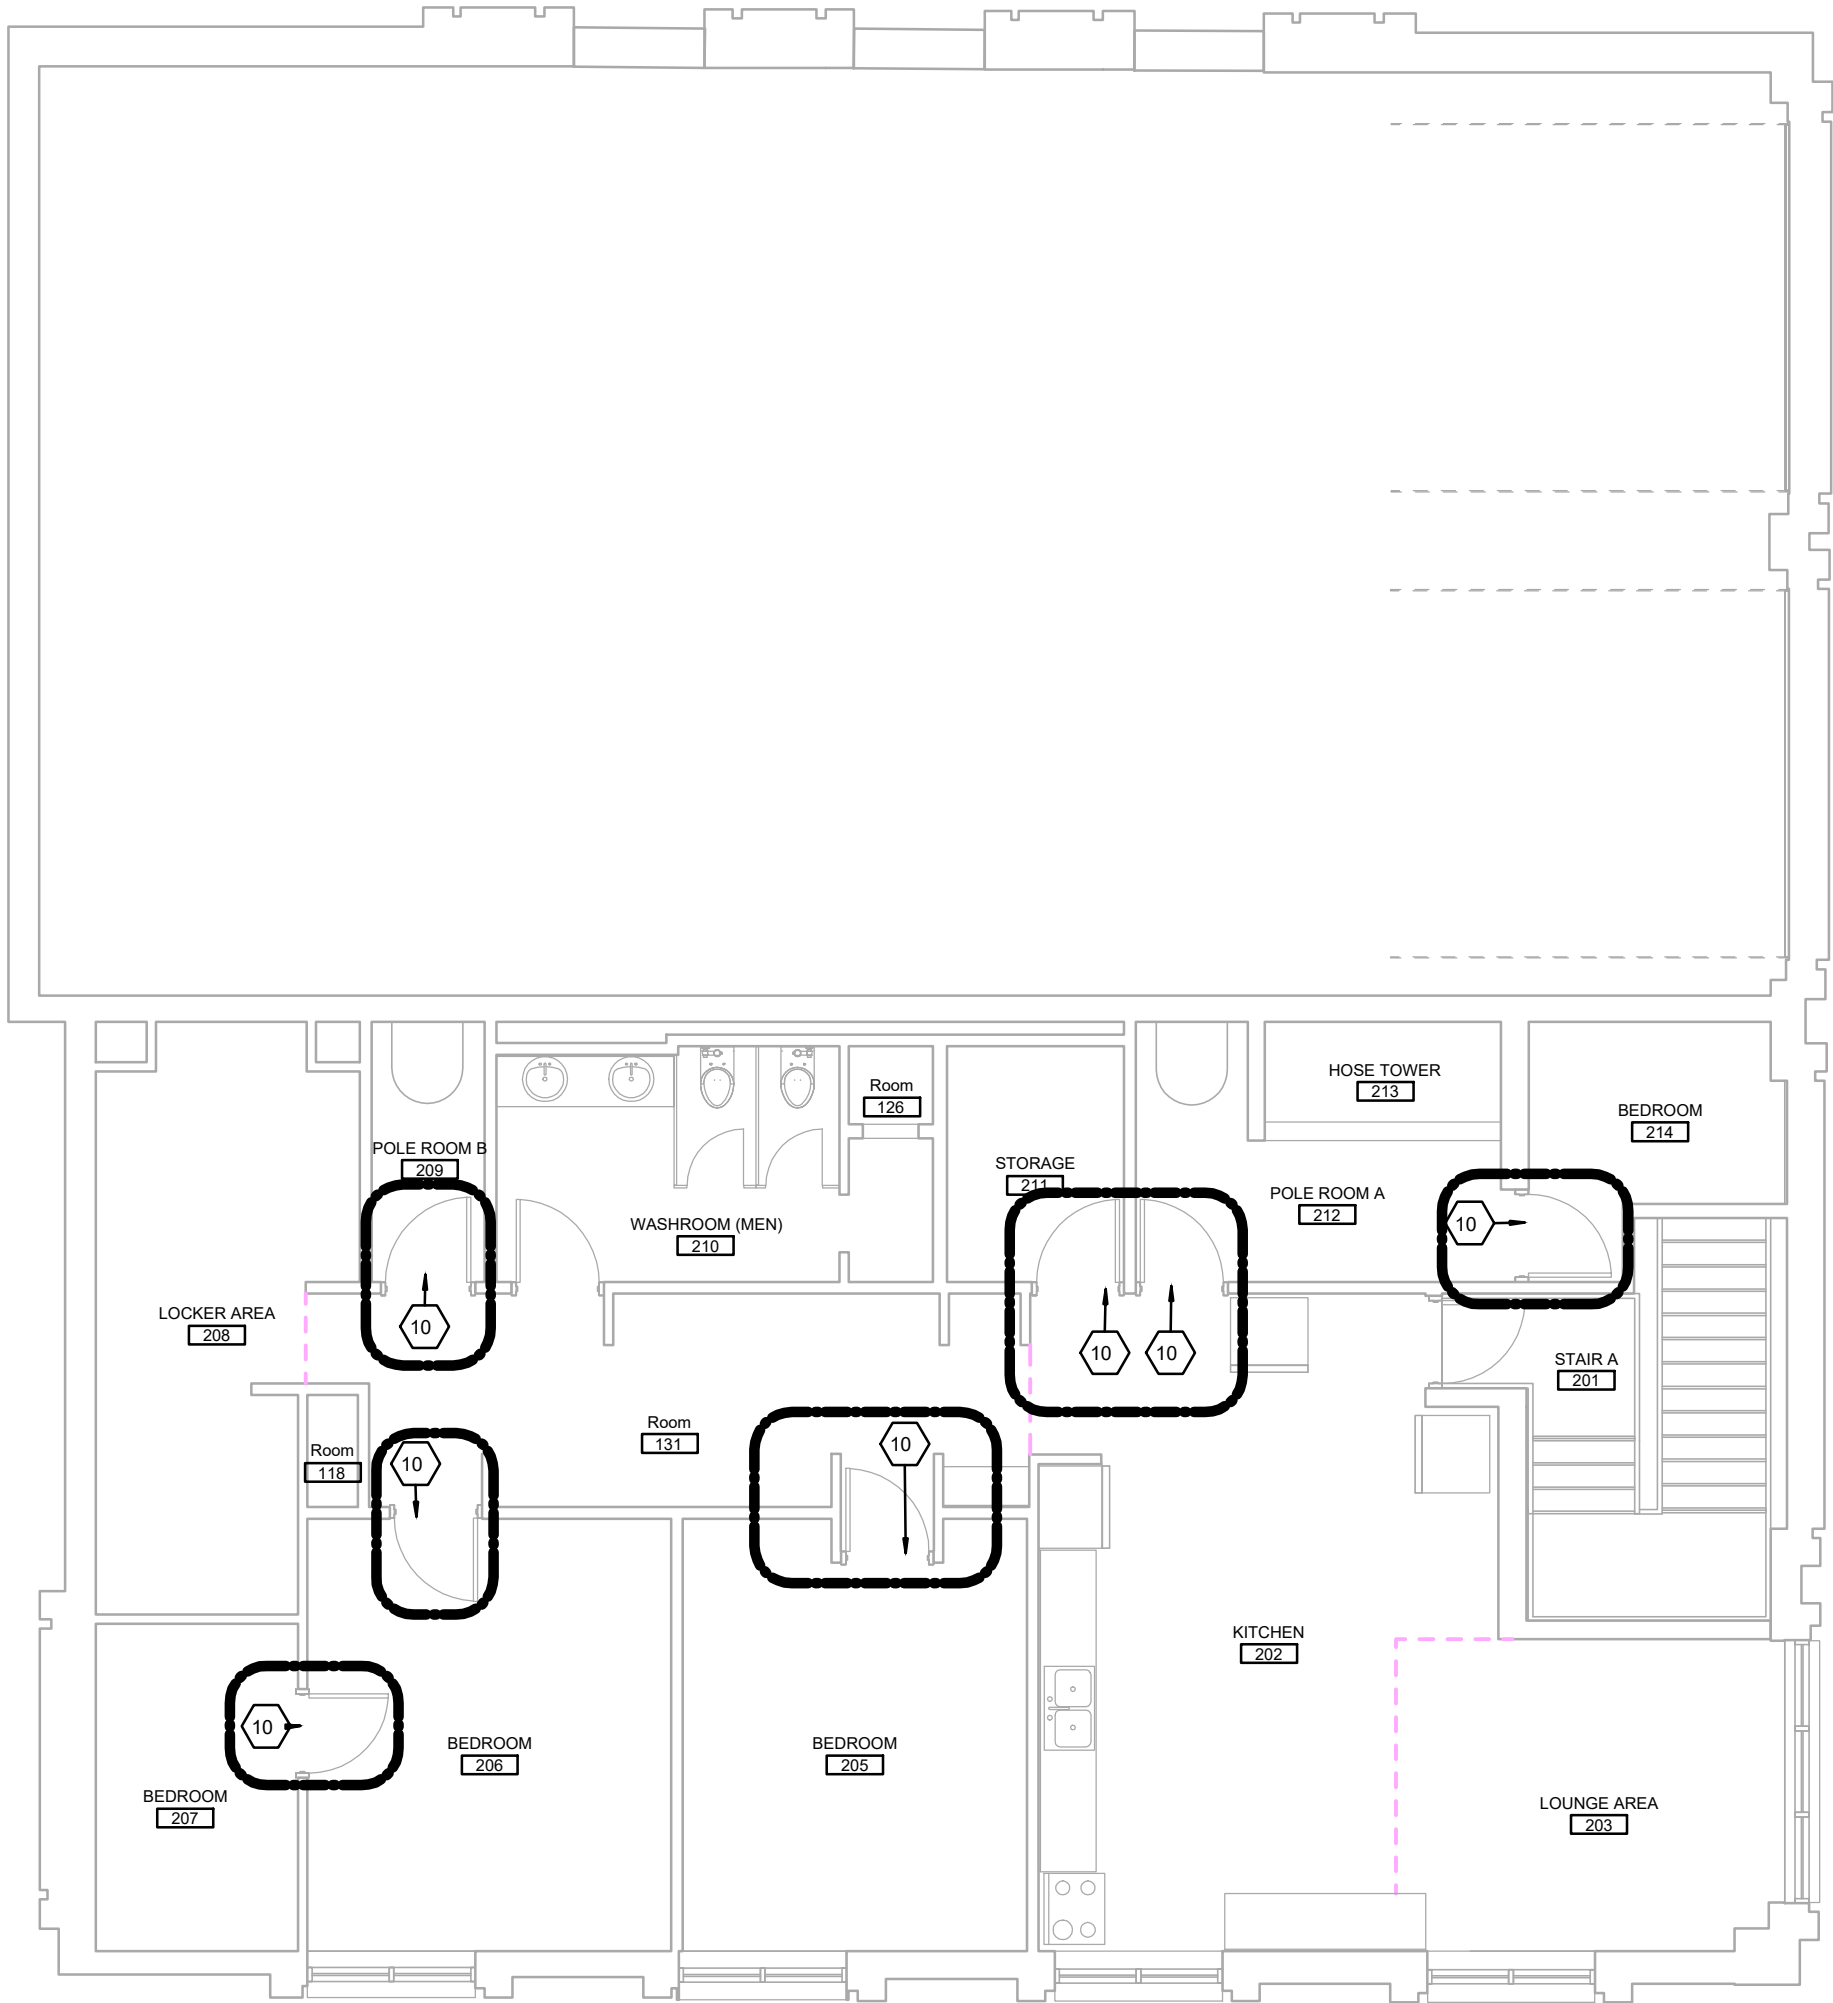 HOSE TOWER
213
Room
126
BEDROOM
214
POLE ROOM B
209
STORAGE
211
POLE ROOM A
212
WASHROOM (MEN)
210
10
LOCKER AREA
208
10
10
10
STAIR A
201
Room
131
10
Room
118
10
KITCHEN
202
10
BEDROOM
206
BEDROOM
205
BEDROOM
207
LOUNGE AREA
203